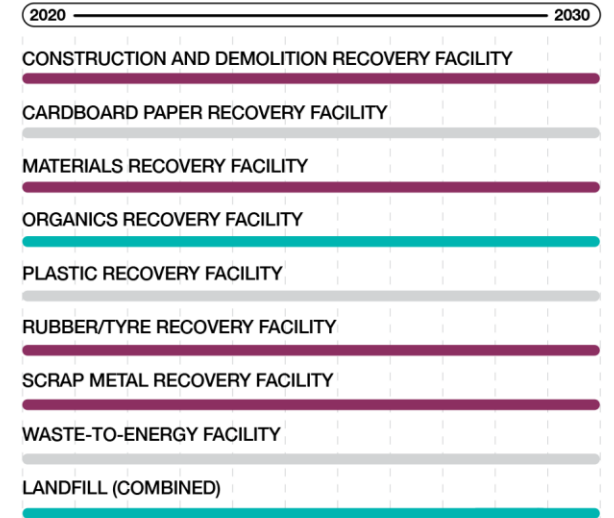 2020 2030
CONSTRUCTION AND DEMOLITION RECOVERY FACILITY
CARDBOARD PAPER RECOVERY FACILITY
MATERIALS RECOVERY FACILITY
ORGANICS RECOVERY FACILITY
PLASTIC RECOVERY FACILITY
RUBBER/TYRE RECOVERY FACILITY
SCRAP METAL RECOVERY FACILITY
WASTE-TO-ENERGY FACILITY
LANDFILL (COMBINED)